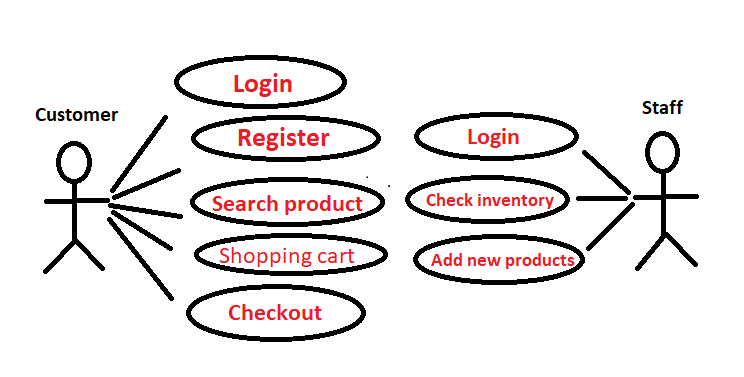 Login
Customer
Staff
Register
Login
Search product
Check inventory
Shopping cart
Add new products
Checkout